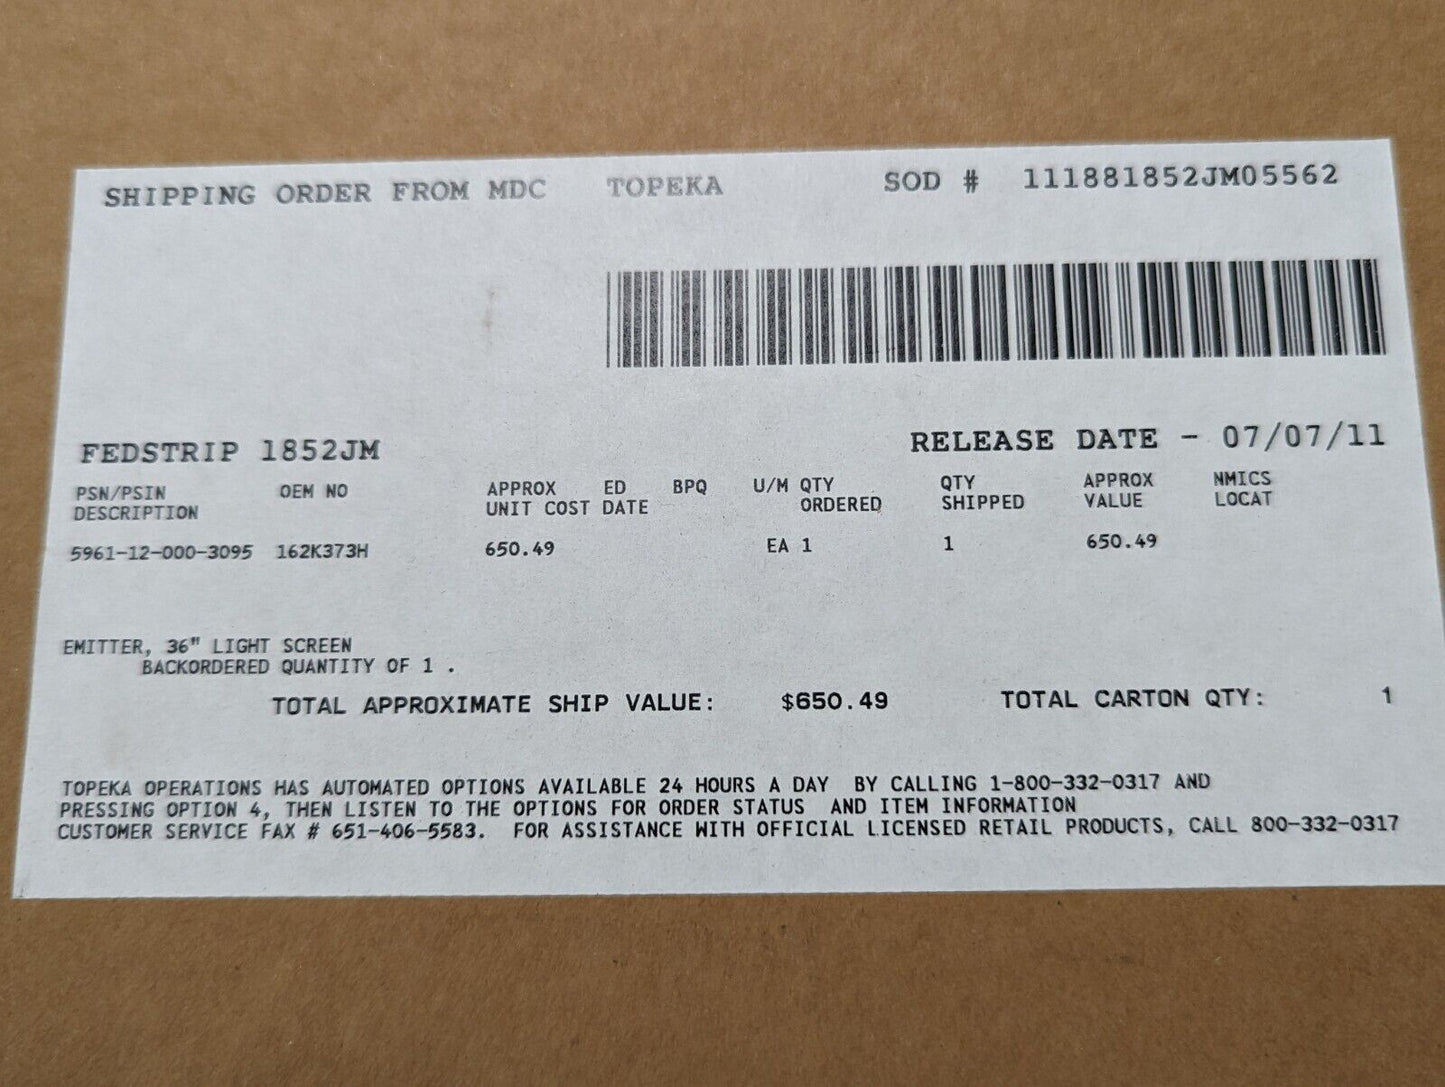 SHIPPING ORDER FROM MDC TOPEKA SOD # 111881852JM05562
FEDSTRIP 1852JM RELEASE DATE - 07/07/11
PSN/PSIN OEM NO APPROX ED BPQ U/M QTY QTY APPROX NMICS
DESCRIPTION UNIT COST DATE ORDERED SHIPPED VALUE LOCAT
5961-12-000-3095 162K373H 650.49 EA 1 1 650.49
EMITTER, 36" LIGHT SCREEN
BACKORDERED QUANTITY OF 1 .
TOTAL APPROXIMATE SHIP VALUE: $650.49 TOTAL CARTON QTY: 1
TOPEKA OPERATIONS HAS AUTOMATED OPTIONS AVAILABLE 24 HOURS A DAY BY CALLING 1-800-332-0317 AND
PRESSING OPTION 4, THEN LISTEN TO THE OPTIONS FOR ORDER STATUS AND ITEM INFORMATION
CUSTOMER SERVICE FAX # 651-406-5583. FOR ASSISTANCE WITH OFFICIAL LICENSED RETAIL PRODUCTS, CALL 800-332-0317